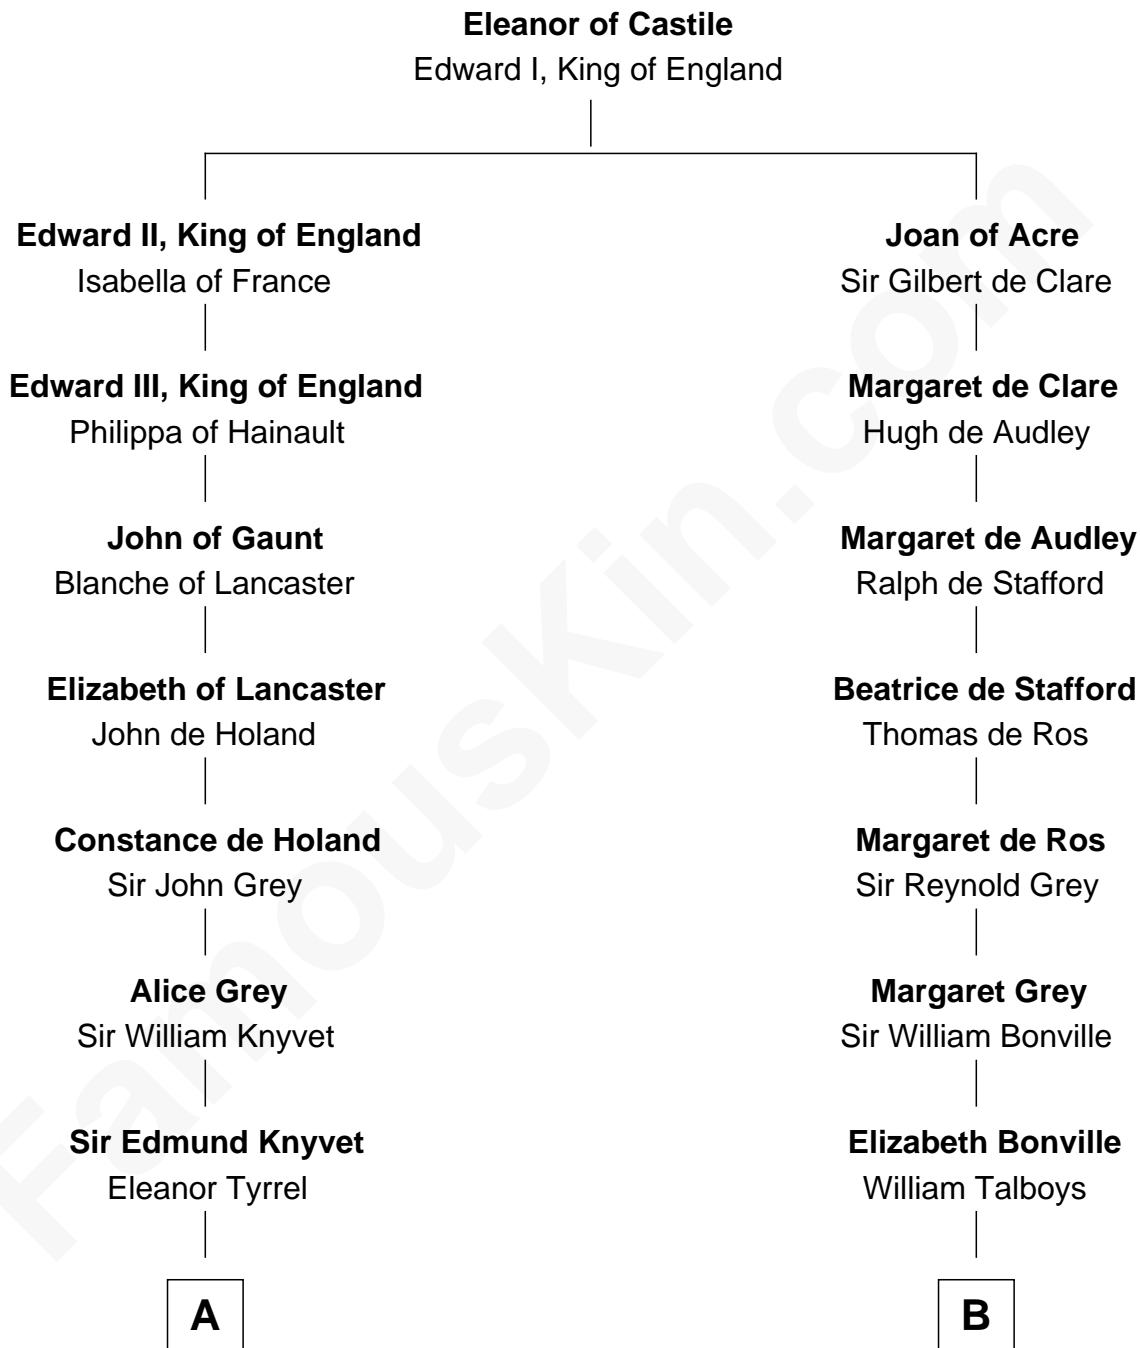 Eleanor of Castile
Edward I, King of England
Edward II, King of England
Isabella of France
Joan of Acre
Sir Gilbert de Clare
Edward III, King of England
Philippa of Hainault
Margaret de Clare
Hugh de Audley
John of Gaunt
Blanche of Lancaster
Margaret de Audley
Ralph de Stafford
Elizabeth of Lancaster
John de Holand
Beatrice de Stafford
Thomas de Ros
Constance de Holand
Sir John Grey
Margaret de Ros
Sir Reynold Grey
Alice Grey
Sir William Knyvet
Margaret Grey
Sir William Bonville
Sir Edmund Knyvet
Eleanor Tyrrel
Elizabeth Bonville
William Talboys
A
B
FamousKin.com